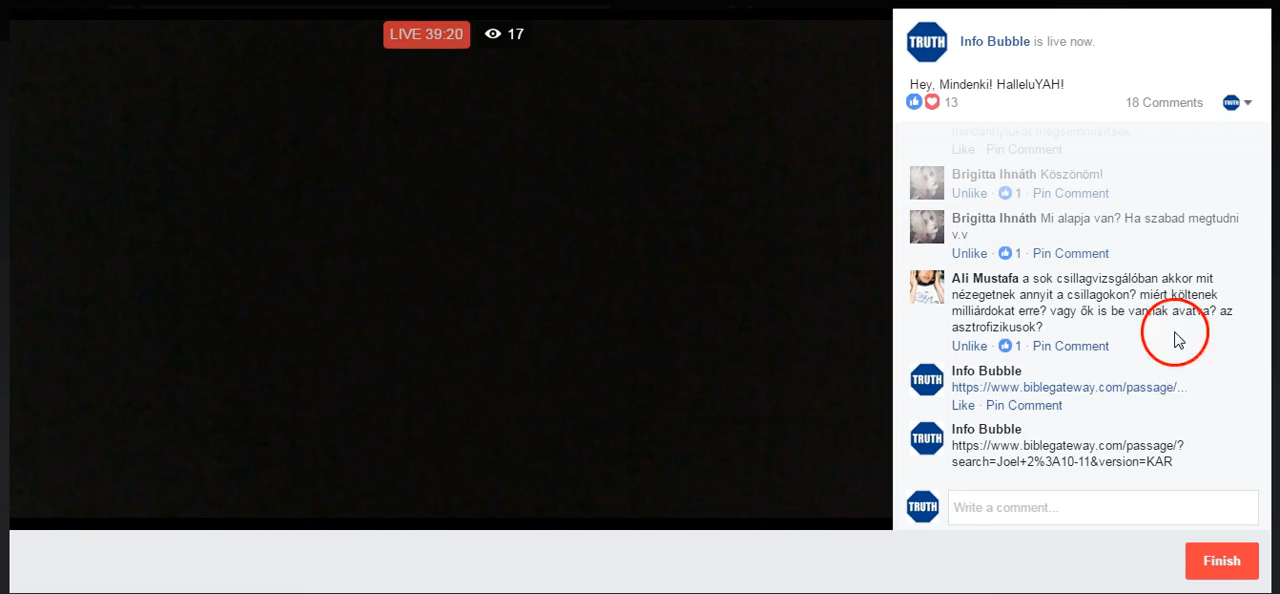 LIVE 39:20 17
TRUTH
Info Bubble is live now.
Hey, Mindenki! HalleluYAH!
13 18 Comments TRUTH
mindannyiukat megsemmisítsék
Like · Pin Comment
Brigitta Ihnáth Köszönöm!
Unlike · 1 · Pin Comment
Brigitta Ihnáth Mi alapja van? Ha szabad megtudni
v.v
Unlike · 1 · Pin Comment
Ali Mustafa a sok csillagvizsgálóban akkor mit
nézegetnek annyit a csillagokon? miért költenek
milliárdokat erre? vagy ők is be vannak avatva? az
asztrofizikusok?
Unlike · 1 · Pin Comment
TRUTH
Info Bubble
https://www.biblegateway.com/passage/...
Like · Pin Comment
TRUTH
Info Bubble
https://www.biblegateway.com/passage/?
search=Joel+2%3A10-11&version=KAR
TRUTH
Write a comment...
Finish